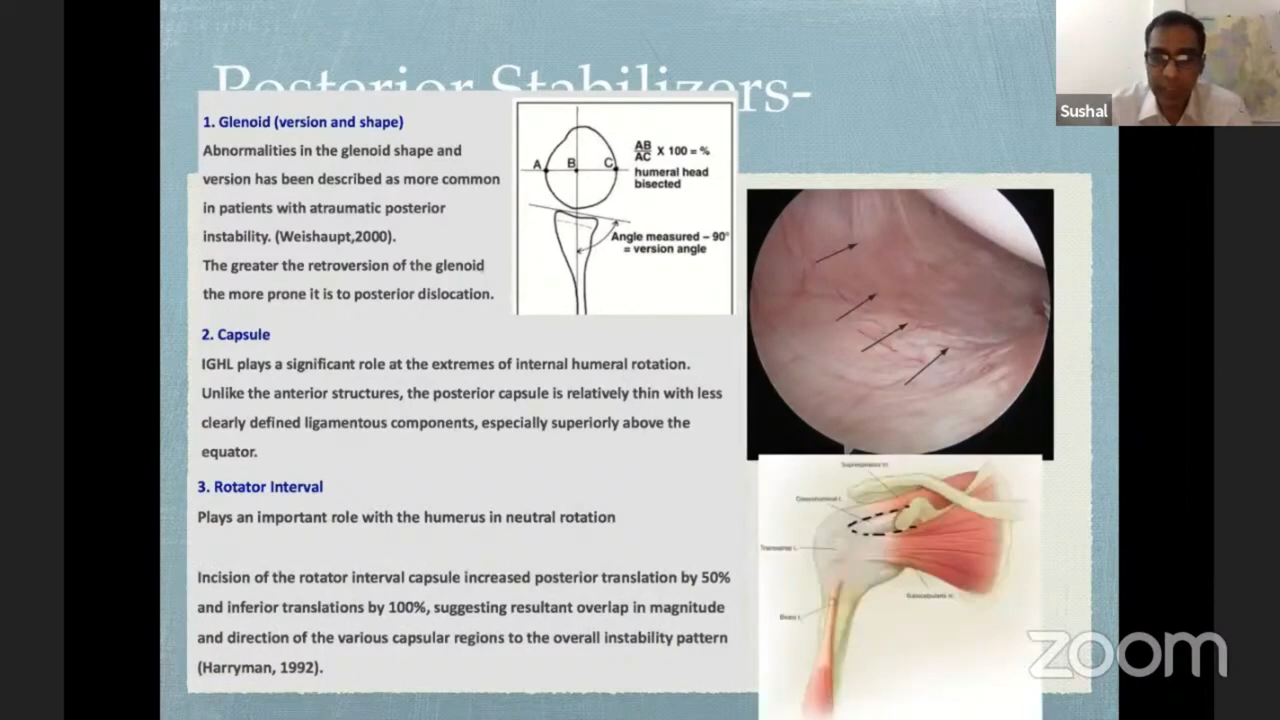 Posterior Stabilizers-
Sushal
1. Glenoid (version and shape)
Abnormalities in the glenoid shape and
version has been described as more common
in patients with atraumatic posterior
instability. (Weishaupt,2000).
The greater the retroversion of the glenoid
the more prone it is to posterior dislocation.
A B C
AB
AC X 100 = %
humeral head
bisected
Angle measured – 90°
= version angle
2. Capsule
IGHL plays a significant role at the extremes of internal humeral rotation.
Unlike the anterior structures, the posterior capsule is relatively thin with less
clearly defined ligamentous components, especially superiorly above the
equator.
3. Rotator Interval
Plays an important role with the humerus in neutral rotation
Incision of the rotator interval capsule increased posterior translation by 50%
and inferior translations by 100%, suggesting resultant overlap in magnitude
and direction of the various capsular regions to the overall instability pattern
(Harryman, 1992).
zoom